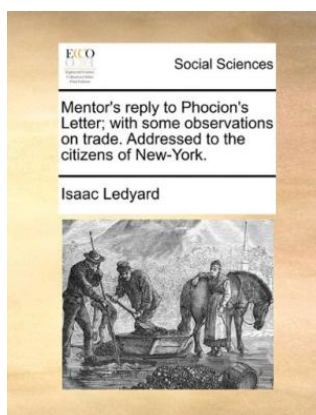 ECCO
Social Sciences
Mentor's reply to Phocion's
Letter; with some observations
on trade. Addressed to the
citizens of New-York.
Isaac Ledyard